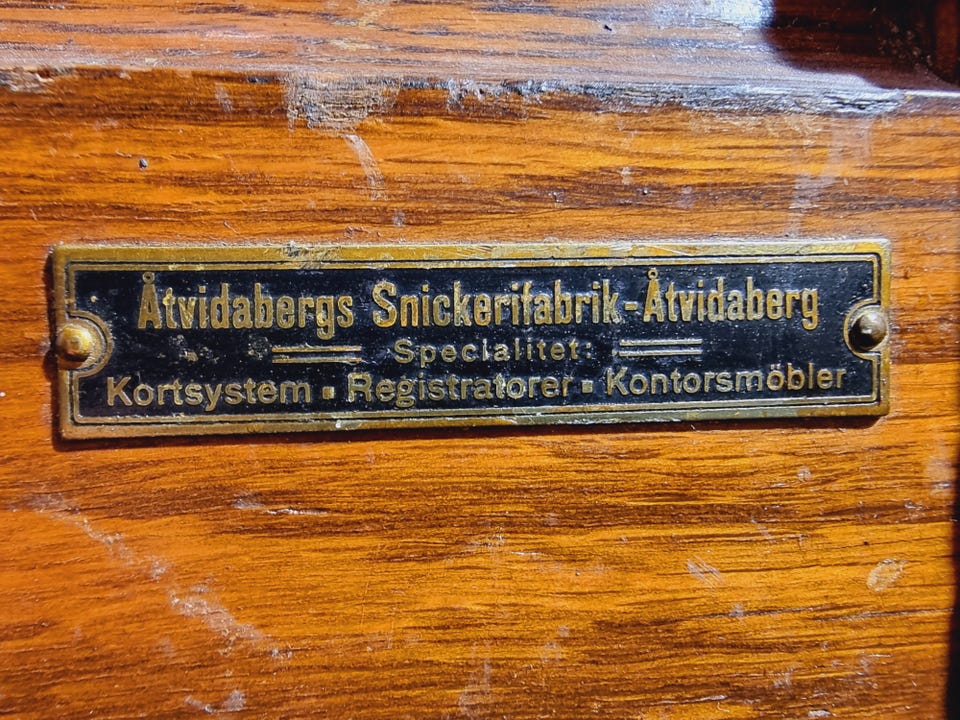 Åtvidabergs Snickerifabrik-Åtvidaberg
Specialitet:
Kortsystem ▪ Registratorer ▪ Kontorsmöbler